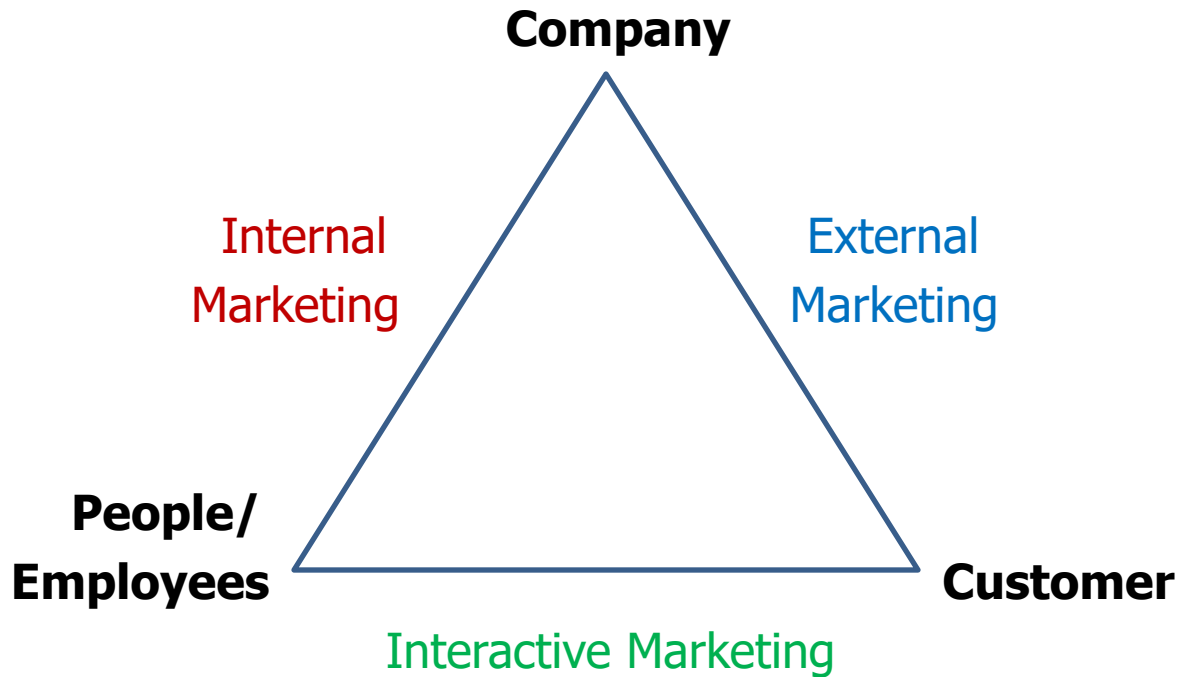 Company
Internal
Marketing
External
Marketing
People/
Employees
Customer
Interactive Marketing